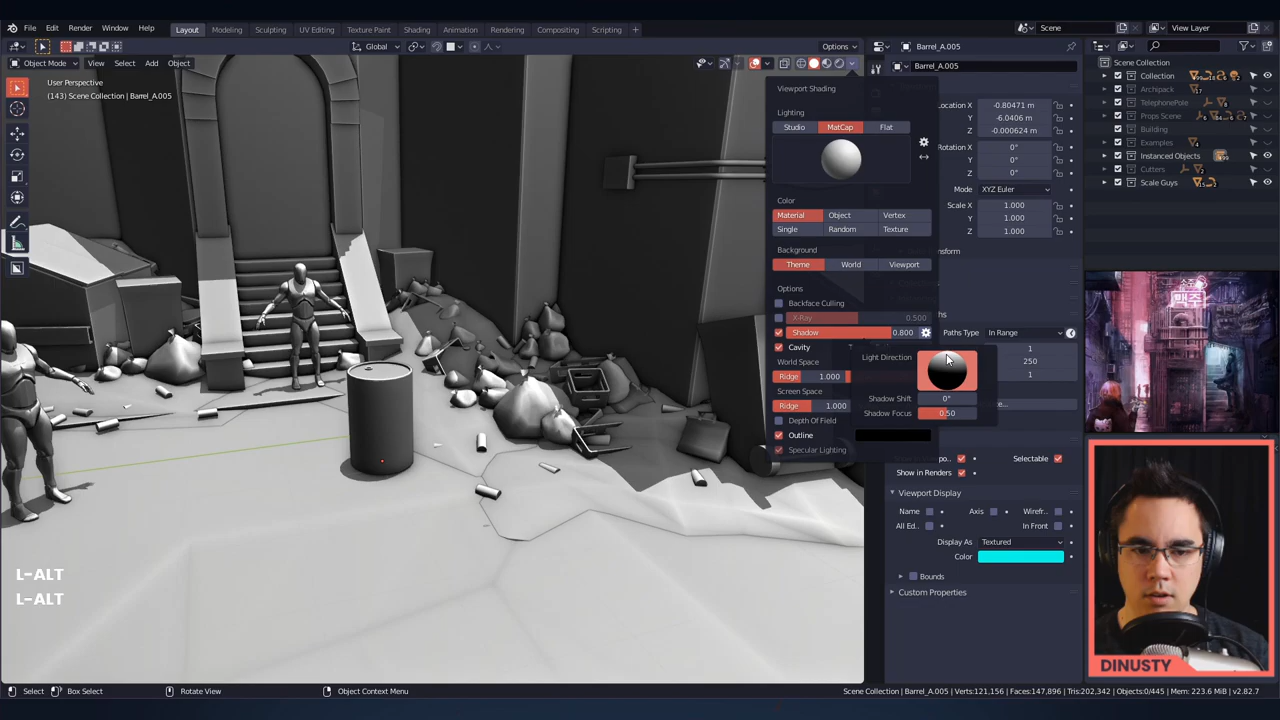 File Edit Render Window Help
Layout Modeling Sculpting UV Editing Texture Paint Shading Animation Rendering Compositing Scripting +
Scene
View Layer
Global
Options
Barrel_A.005
Object Mode
View Select Add Object
Barrel_A.005
User Perspective
(143) Scene Collection | Barrel_A.005
Viewport Shading
Lighting
Studio MatCap Flat
Color
Material Object Vertex
Single Random Texture
Background
Theme World Viewport
Options
Backface Culling
X-Ray 0.500
Shadow 0.800
Cavity
World Space
Ridge 1.000
Screen Space
Ridge 1.000
Depth Of Field
Outline
Specular Lighting
Light Direction
Shadow Shift 0°
Shadow Focus 0.50
Location X -0.80471 m
Y -6.0406 m
Z -0.000624 m
Rotation X 0°
Y 0°
Z 0°
Mode XYZ Euler
Scale X 1.000
Y 1.000
Z 1.000
Paths Type In Range
1
250
1
Selectable
Show in Renders
Viewport Display
Name Axis Wirefr..
All Ed.. In Front
Display As Textured
Color
Bounds
Custom Properties
Scene Collection
Collection
Archipack
TelephonePole
Props Scene
Building
Examples
Instanced Objects
Cutters
Scale Guys
맥주
L-ALT
L-ALT
DINUSTY
Select Box Select Rotate View Object Context Menu
Scene Collection | Barrel_A.005 | Verts:121,156 | Faces:147,896 | Tris:202,342 | Objects:0/445 | Mem: 223.6 MiB | v2.82.7